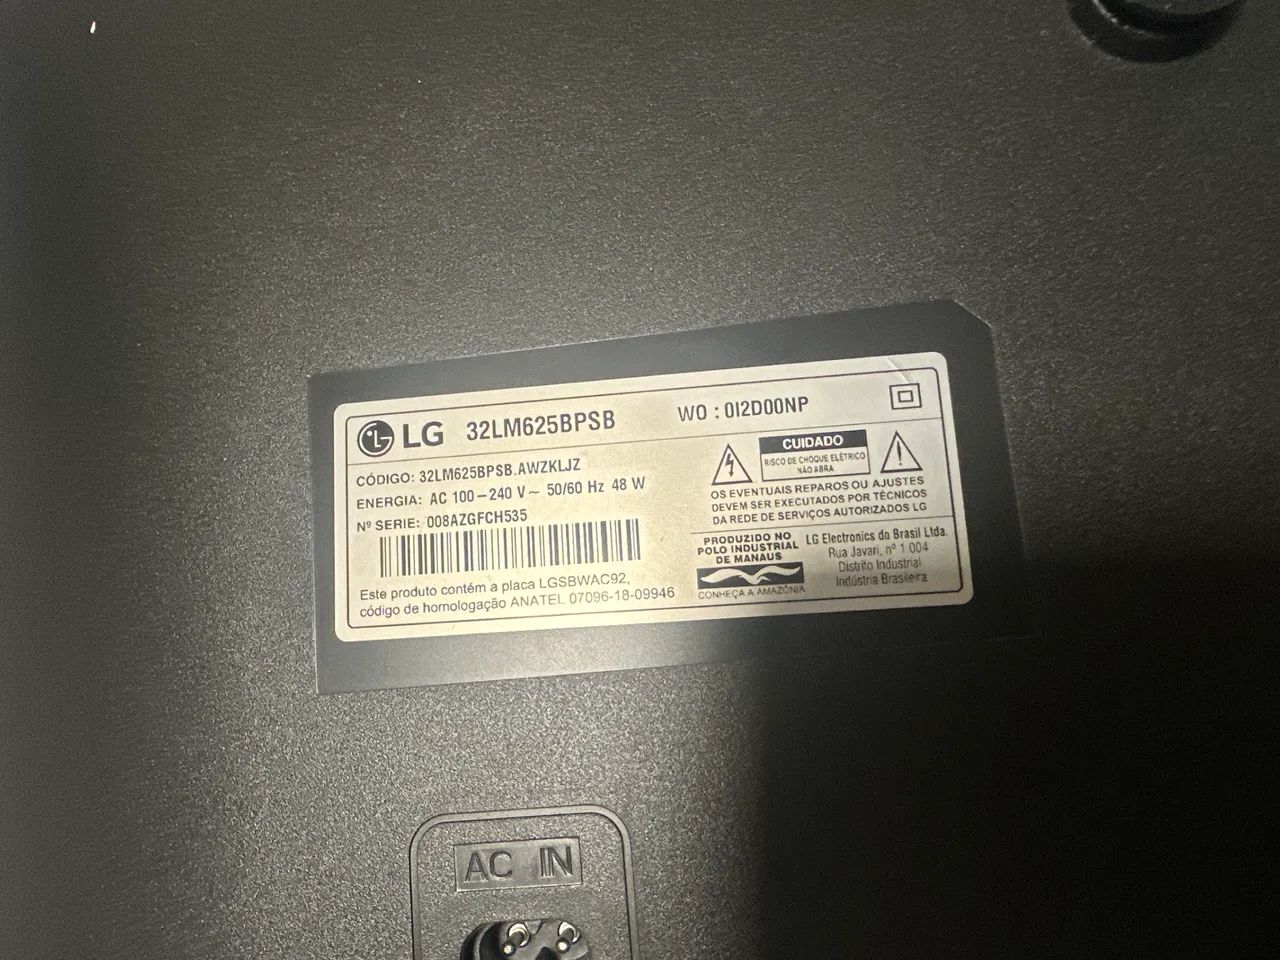 LG 32LM625BPSB WO : 0I2D00NP
CÓDIGO: 32LM625BPSB.AWZKLJZ
ENERGIA: AC 100-240 V~ 50/60 Hz 48 W
Nº SERIE: 008AZGFCH535
Este produto contém a placa LGSBWAC92,
código de homologação ANATEL 07096-18-09946
CUIDADO
RISCO DE CHOQUE ELÉTRICO
NÃO ABRA
OS EVENTUAIS REPAROS OU AJUSTES
DEVEM SER EXECUTADOS POR TÉCNICOS
DA REDE DE SERVIÇOS AUTORIZADOS LG
PRODUZIDO NO
POLO INDUSTRIAL
DE MANAUS
CONHEÇA A AMAZÔNIA
LG Electronics do Brasil Ltda.
Rua Javari, nº 1.004
Distrito Industrial
Indústria Brasileira
AC IN